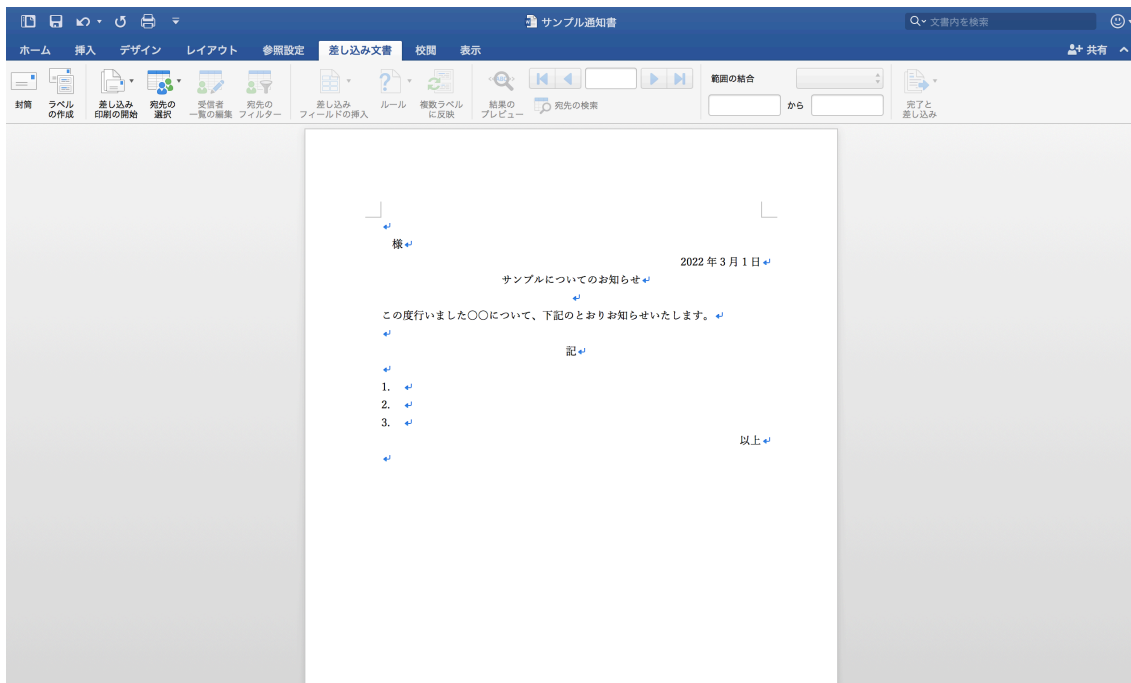 サンプル通知書
文書内を検索
ホーム 挿入 デザイン レイアウト 参照設定 差し込み文書 校閲 表示
共有
封筒
ラベルの作成
差し込み印刷の開始
宛先の選択
受信者一覧の編集
宛先のフィルター
差し込みフィールドの挿入
ルール
複数ラベルに反映
結果のプレビュー
宛先の検索
範囲の結合
から
完了と差し込み
様
2022 年 3 月 1 日
サンプルについてのお知らせ
この度行いました〇〇について、下記のとおりお知らせいたします。
記
1.
2.
3.
以上